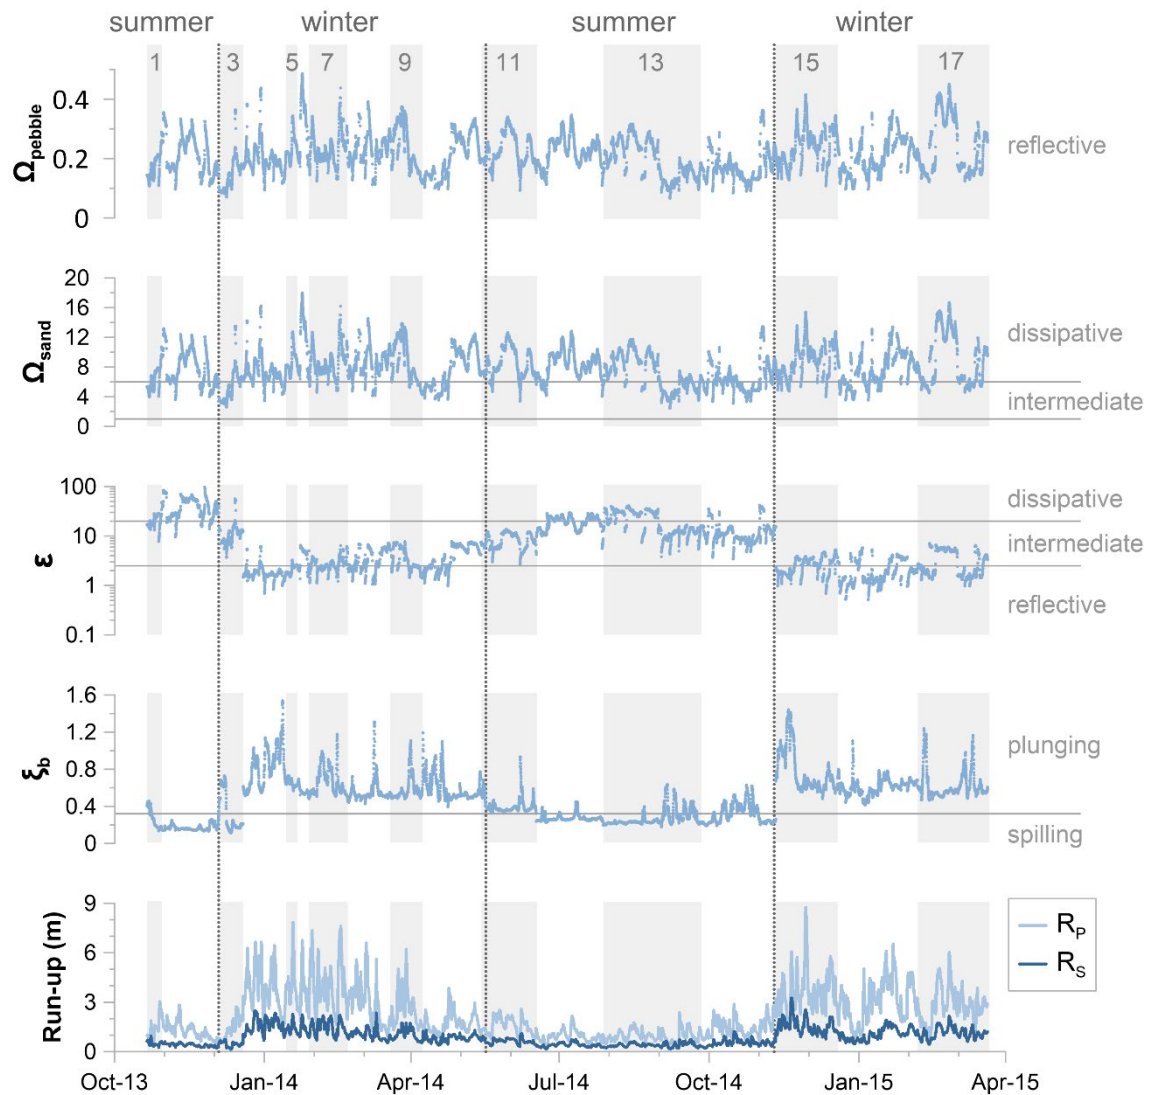 summer winter summer winter
1 3 5 7 9 11 13 15 17
Ωpebble
0.4
0.2
0
reflective
Ωsand
20
16
12
8
4
0
dissipative
intermediate
ε
100
10
1
0.1
dissipative
intermediate
reflective
ξb
1.6
1.2
0.8
0.4
0
plunging
spilling
Run-up (m)
9
6
3
0
RP
RS
Oct-13 Jan-14 Apr-14 Jul-14 Oct-14 Jan-15 Apr-15